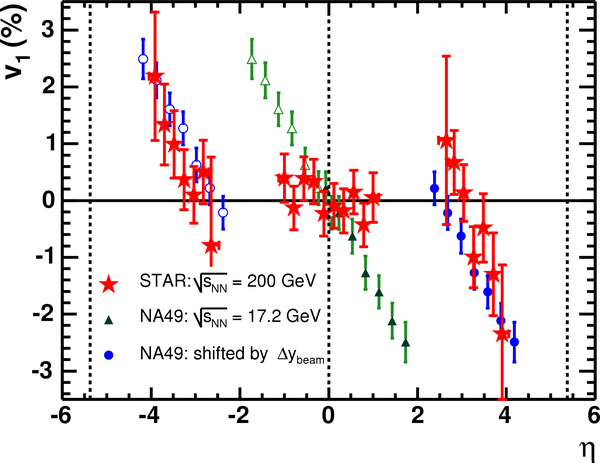 v1 (%)
3
2
1
0
-1
-2
-3
STAR: √sNN = 200 GeV
NA49: √sNN = 17.2 GeV
NA49: shifted by Δybeam
-6 -4 -2 0 2 4 6
η